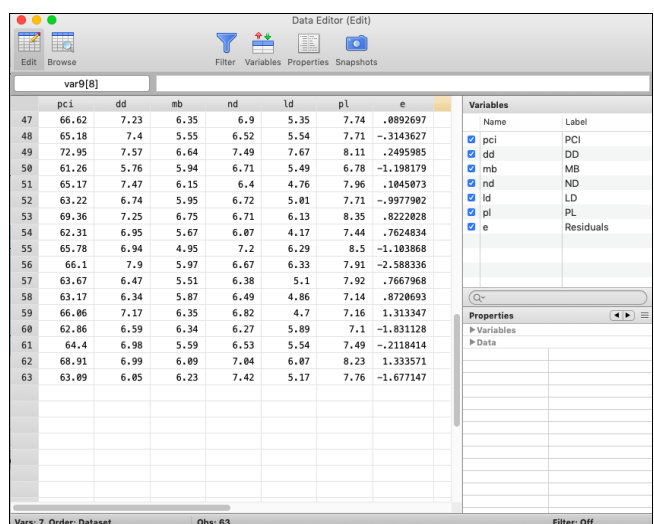 Data Editor (Edit)
Edit Browse Filter Variables Properties Snapshots
var9[8]
pci dd mb nd ld pl e
47 66.62 7.23 6.35 6.9 5.35 7.74 .0892697
48 65.18 7.4 5.55 6.52 5.54 7.71 -.3143627
49 72.95 7.57 6.64 7.49 7.67 8.11 .2495985
50 61.26 5.76 5.94 6.71 5.49 6.78 -1.198179
51 65.17 7.47 6.15 6.4 4.76 7.96 .1045073
52 63.22 6.74 5.95 6.72 5.01 7.71 -.9977902
53 69.36 7.25 6.75 6.71 6.13 8.35 .8222028
54 62.31 6.95 5.67 6.07 4.17 7.44 .7624834
55 65.78 6.94 4.95 7.2 6.29 8.5 -1.103868
56 66.1 7.9 5.97 6.67 6.33 7.91 -2.588336
57 63.67 6.47 5.51 6.38 5.1 7.92 .7667968
58 63.17 6.34 5.87 6.49 4.86 7.14 .8720693
59 66.06 7.17 6.35 6.82 4.7 7.16 1.313347
60 62.86 6.59 6.34 6.27 5.89 7.1 -1.831128
61 64.4 6.98 5.59 6.53 5.54 7.49 -.2118414
62 68.91 6.99 6.09 7.04 6.07 8.23 1.333571
63 63.09 6.05 6.23 7.42 5.17 7.76 -1.677147
Variables
Name Label
pci PCI
dd DD
mb MB
nd ND
ld LD
pl PL
e Residuals
Properties
Variables
Data
Vars: 7 Order: Dataset Obs: 63 Filter: Off